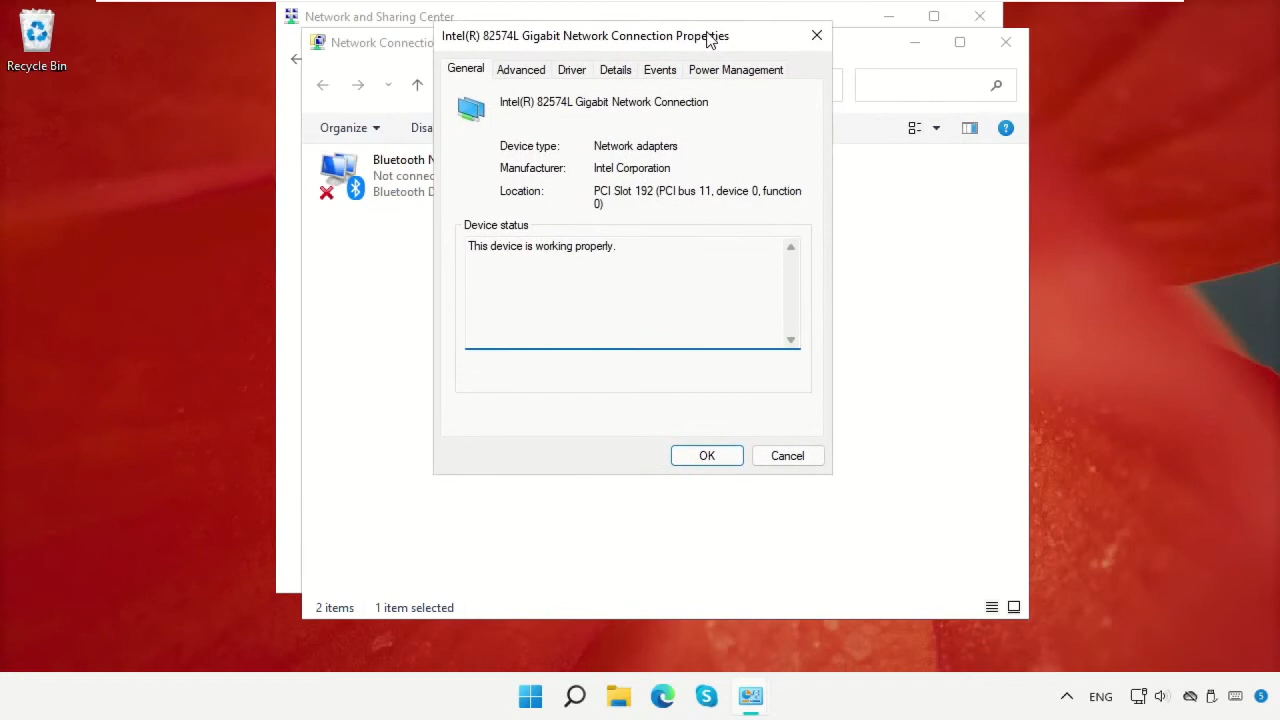 Recycle Bin
Network and Sharing Center
Network Connectio
Organize
Disa
Bluetooth N
Not connec
Bluetooth D
2 items
1 item selected
Intel(R) 82574L Gigabit Network Connection Properties
General
Advanced
Driver
Details
Events
Power Management
Intel(R) 82574L Gigabit Network Connection
Device type:
Network adapters
Manufacturer:
Intel Corporation
Location:
PCI Slot 192 (PCI bus 11, device 0, function
0)
Device status
This device is working properly.
OK
Cancel
ENG
5